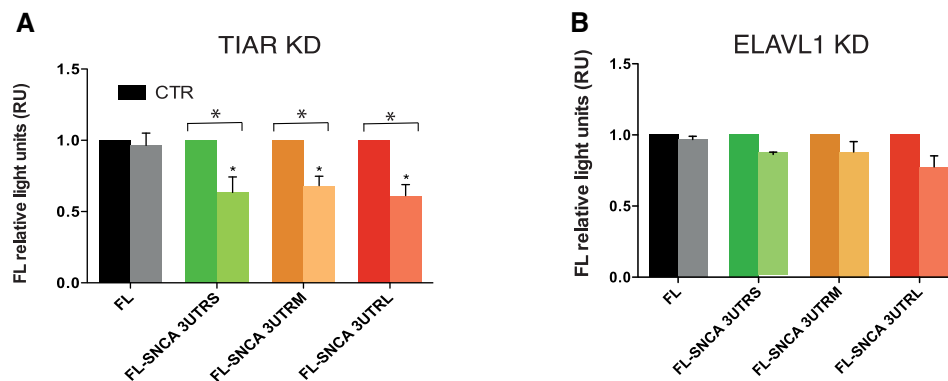 A
TIAR KD
FL relative light units (RU)
1.5
1.0
0.5
0.0
CTR
*
*
*
*
*
*
FL
FL-SNCA 3UTRS
FL-SNCA 3UTRM
FL-SNCA 3UTRL
B
ELAVL1 KD
FL relative light units (RU)
1.5
1.0
0.5
0.0
FL
FL-SNCA 3UTRS
FL-SNCA 3UTRM
FL-SNCA 3UTRL